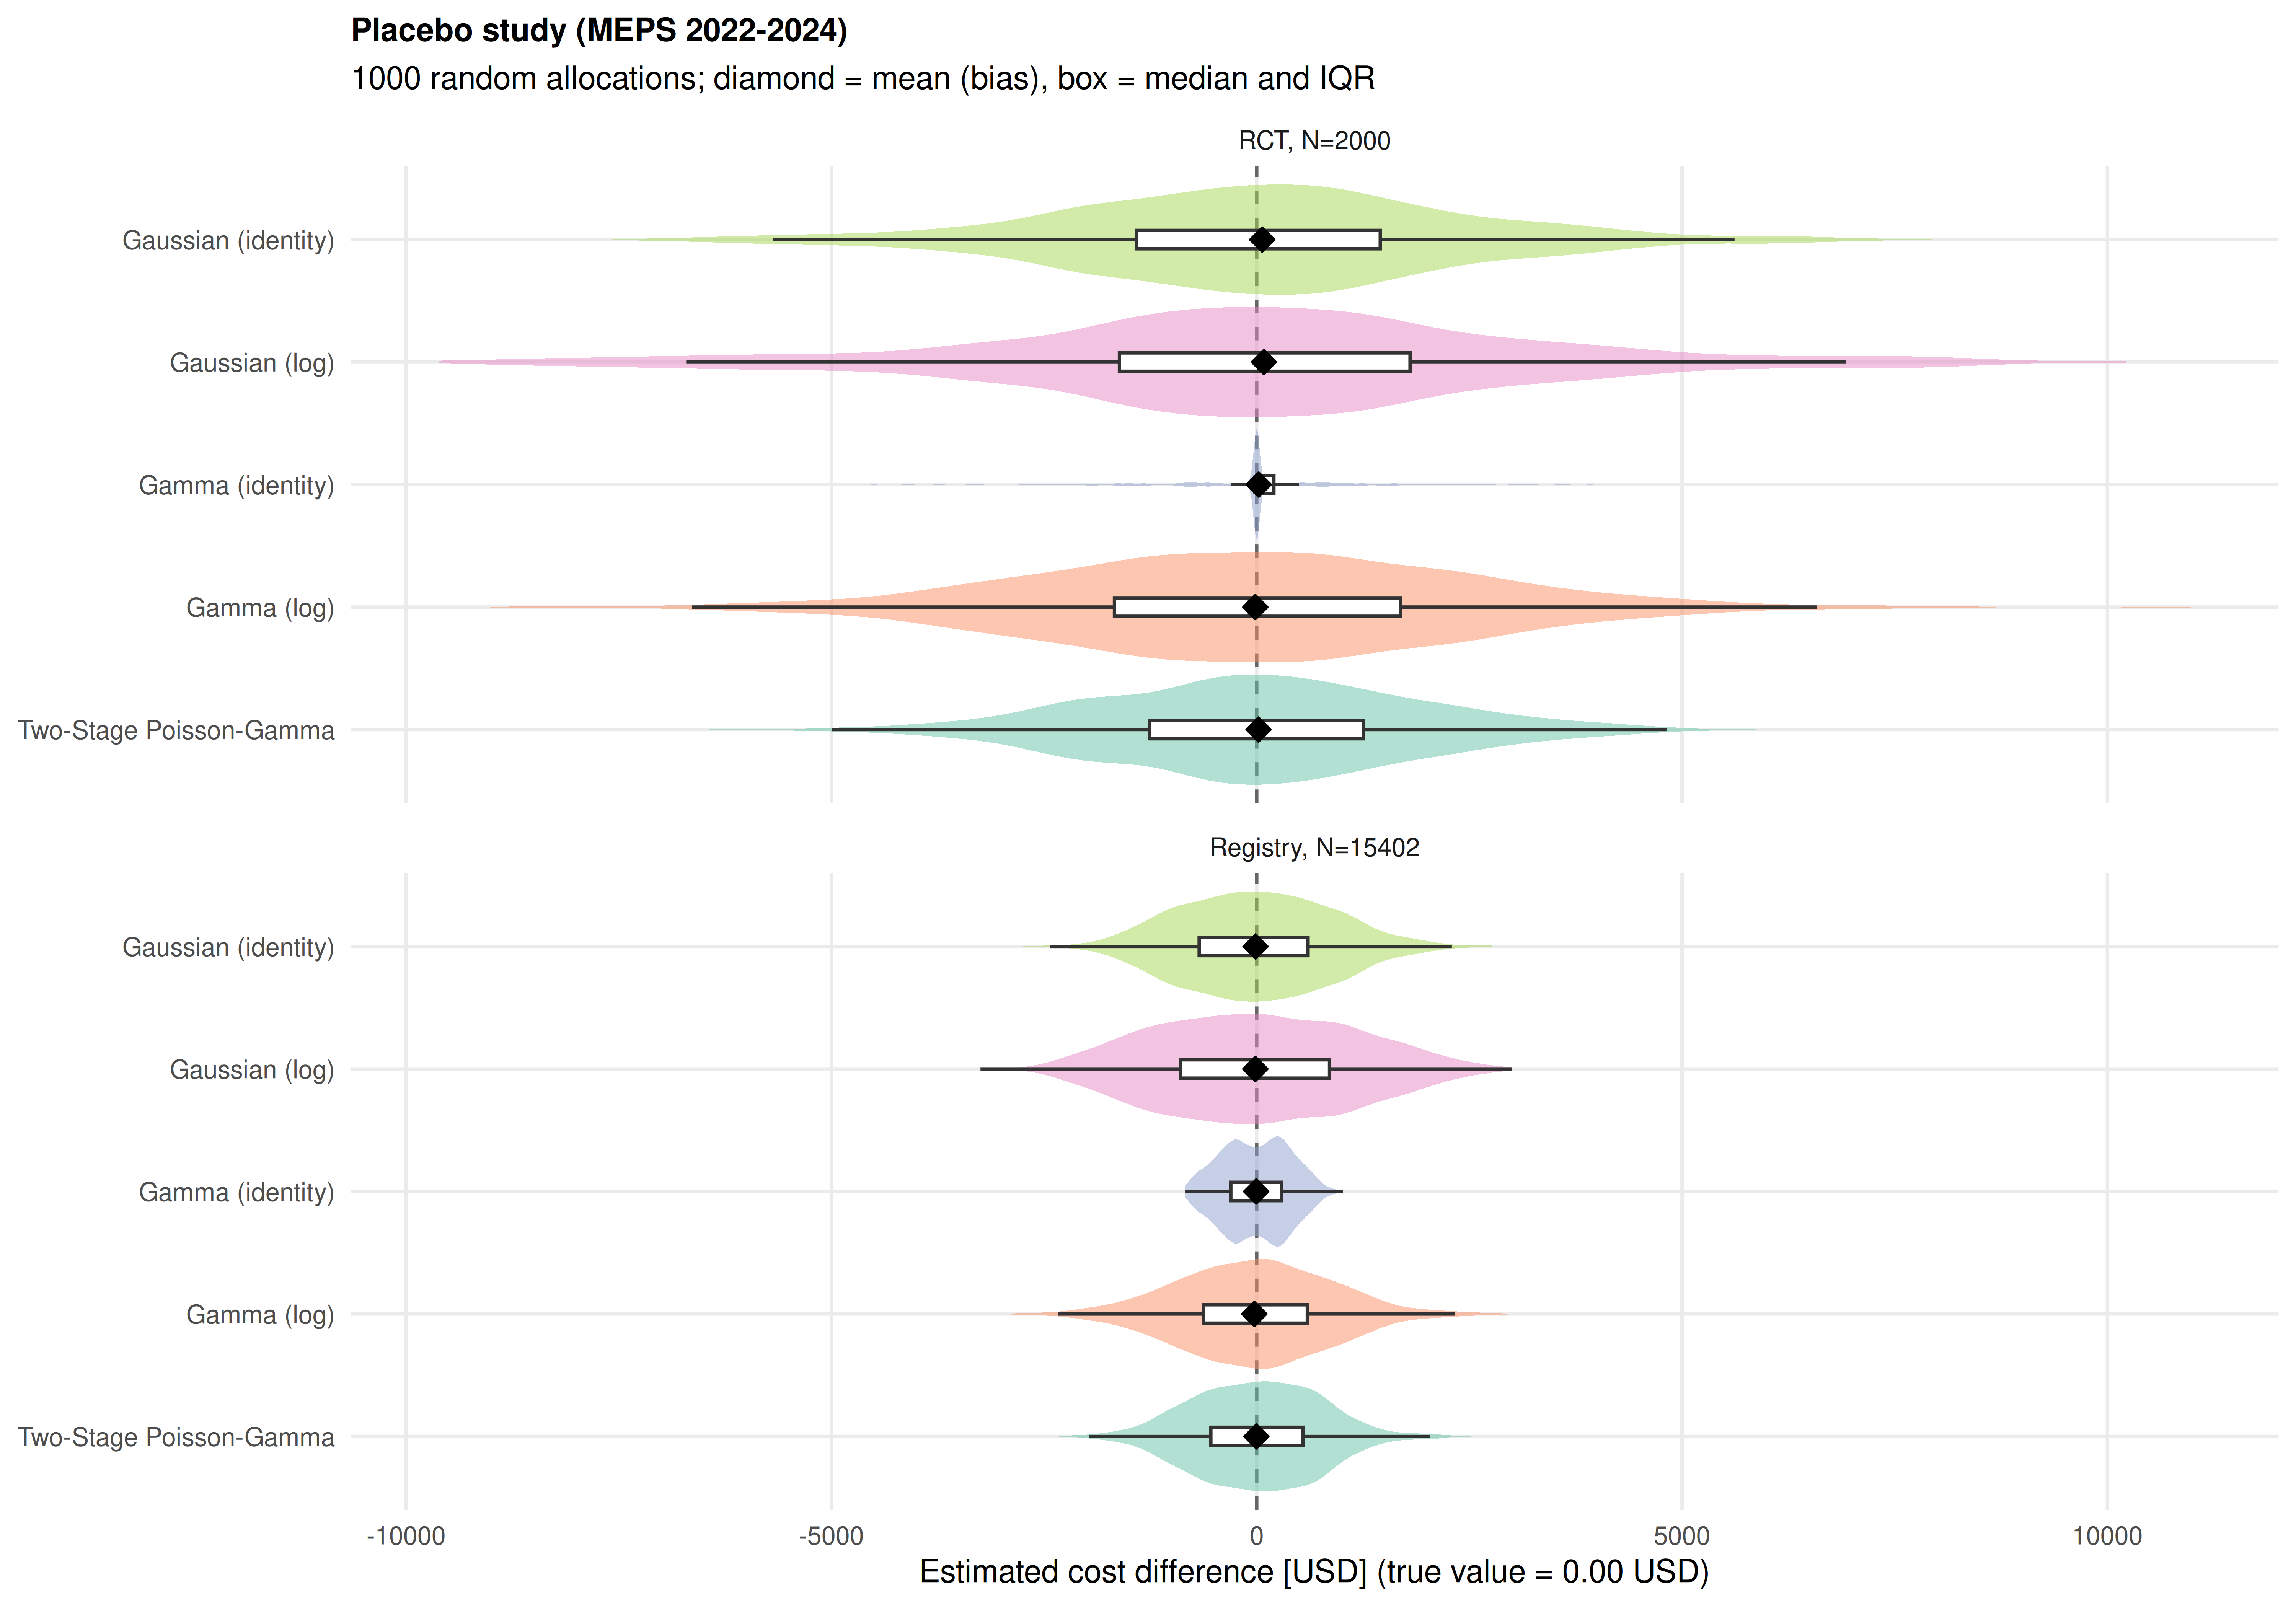 Placebo study (MEPS 2022-2024)
1000 random allocations; diamond = mean (bias), box = median and IQR
RCT, N=2000
Gaussian (identity)
Gaussian (log)
Gamma (identity)
Gamma (log)
Two-Stage Poisson-Gamma
Registry, N=15402
Gaussian (identity)
Gaussian (log)
Gamma (identity)
Gamma (log)
Two-Stage Poisson-Gamma
-10000 -5000 0 5000 10000
Estimated cost difference [USD] (true value = 0.00 USD)